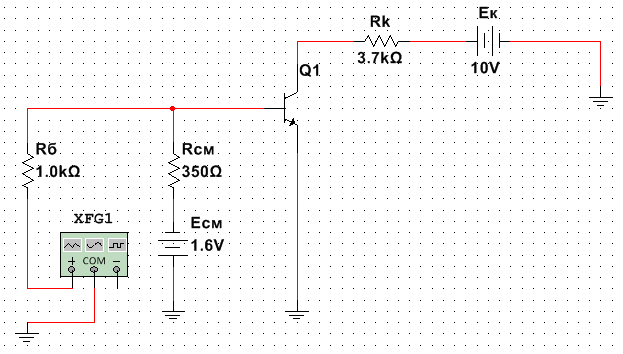 Rk
3.7kΩ
Eк
10V
Q1
Rб
1.0kΩ
Rсм
350Ω
Eсм
1.6V
XFG1
+
COM
−